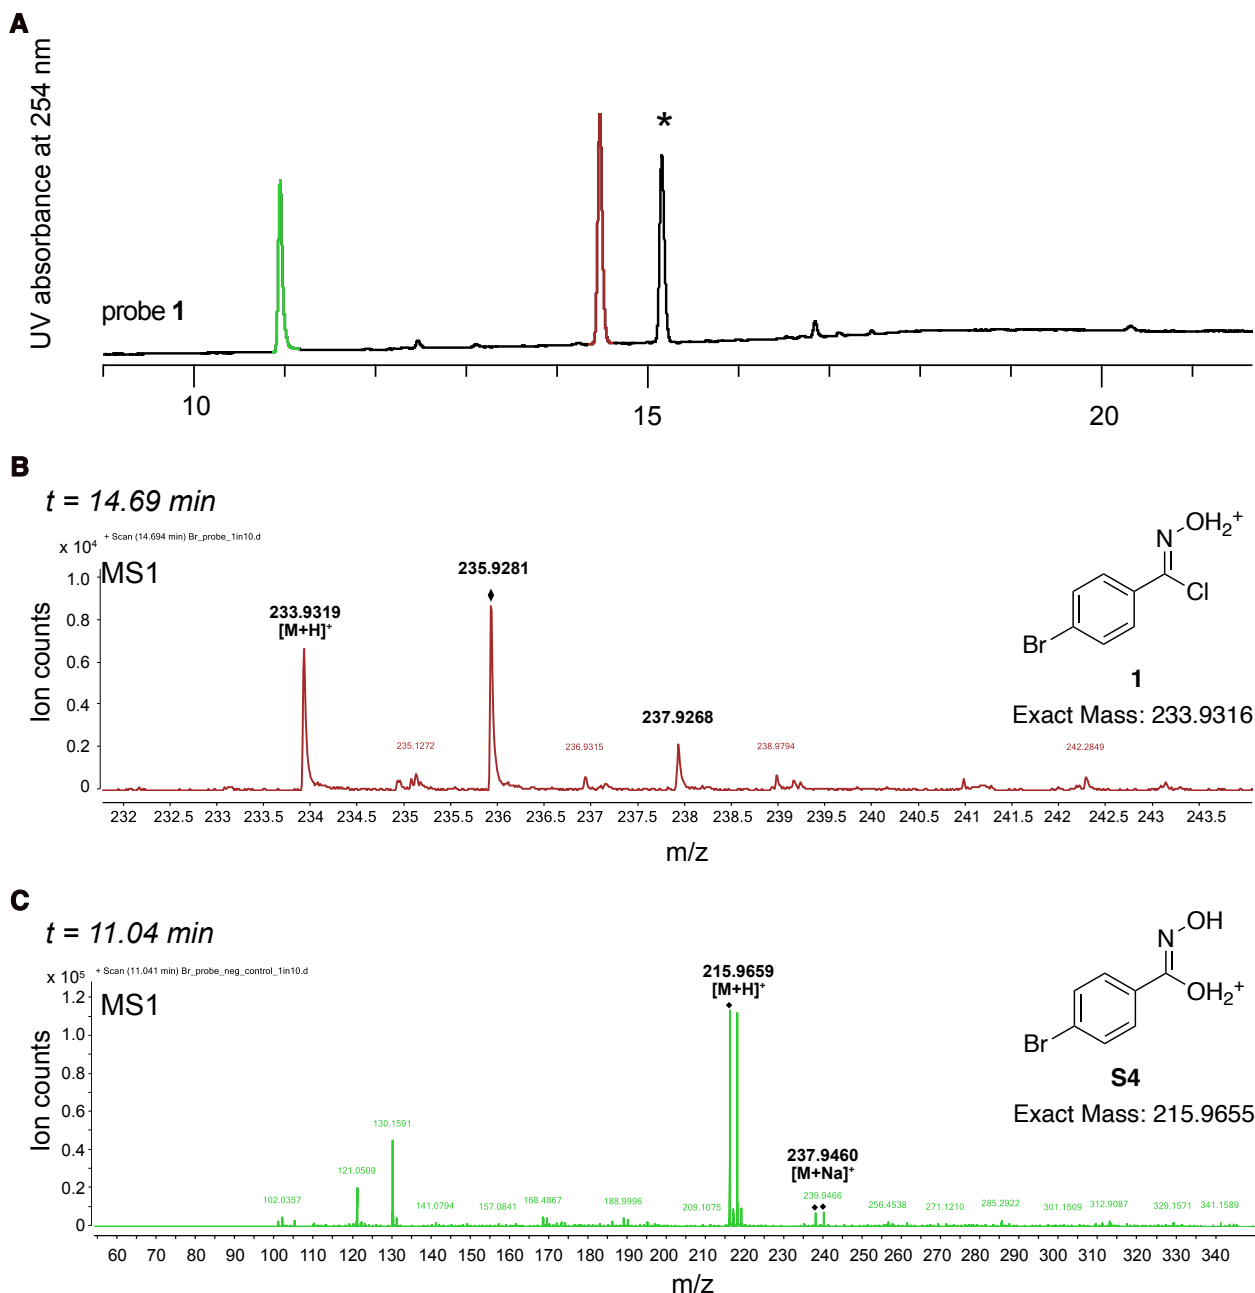 A
UV absorbance at 254 nm
*
probe 1
10
15
20
B
t = 14.69 min
+ Scan (14.694 min) Br_probe_1in10.d
x 10⁴
MS1
Ion counts
1.0
0.8
0.6
0.4
0.2
0
233.9319
[M+H]⁺
235.9281
237.9268
235.1272
236.9315
238.9794
242.2849
N
OH₂⁺
Cl
Br
1
Exact Mass: 233.9316
232 232.5 233 233.5 234 234.5 235 235.5 236 236.5 237 237.5 238 238.5 239 239.5 240 240.5 241 241.5 242 242.5 243 243.5
m/z
C
t = 11.04 min
+ Scan (11.041 min) Br_probe_neg_control_1in10.d
x 10⁵
MS1
Ion counts
1.2
1.0
0.8
0.6
0.4
0.2
0
215.9659
[M+H]⁺
237.9460
[M+Na]⁺
102.0357
121.0509
130.1591
141.0794
157.0841
168.4867
188.9996
209.1075
239.9466
256.4538
271.1210
285.2922
301.1509
312.9087
329.1571
341.1589
N
OH
OH₂⁺
Br
S4
Exact Mass: 215.9655
60 70 80 90 100 110 120 130 140 150 160 170 180 190 200 210 220 230 240 250 260 270 280 290 300 310 320 330 340
m/z